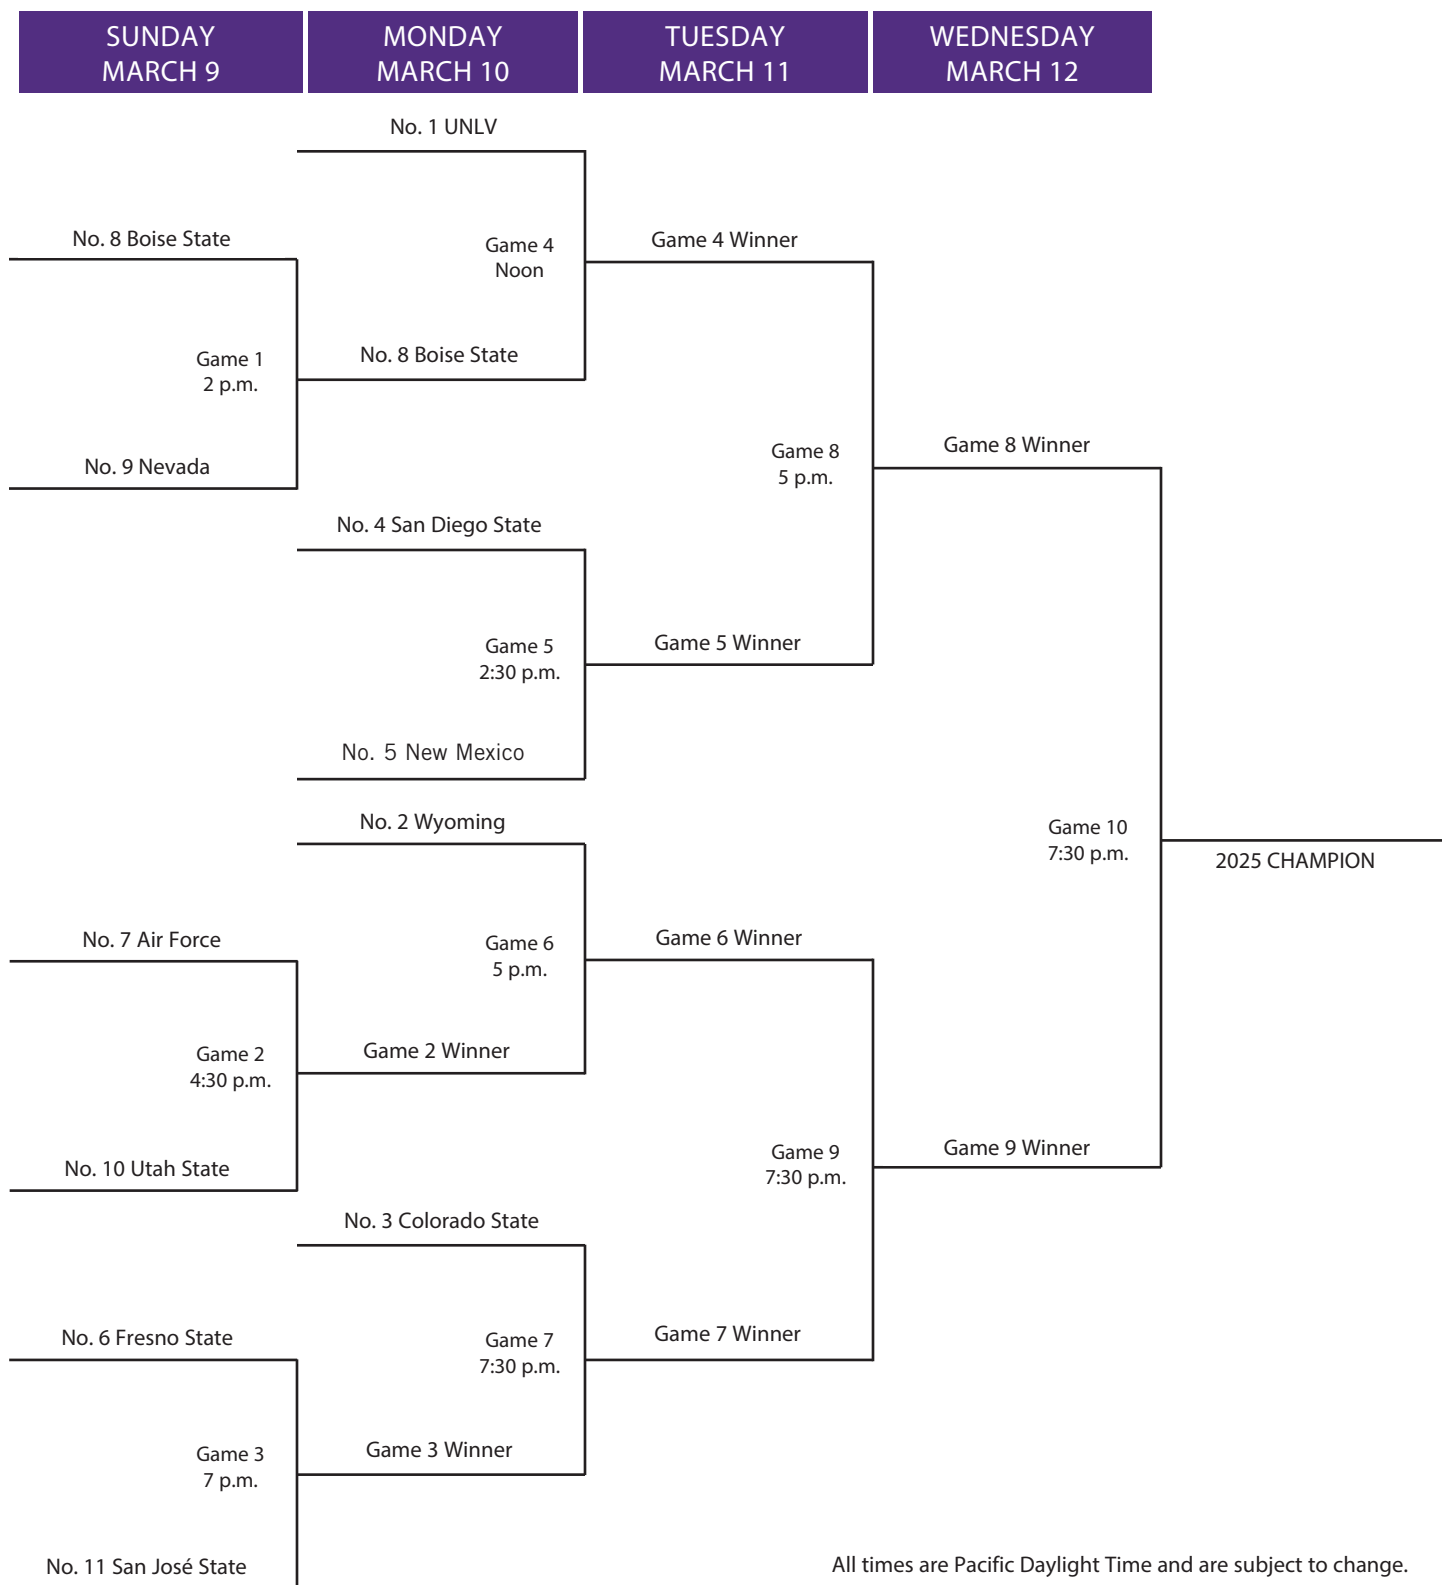 SUNDAY
MARCH 9
MONDAY
MARCH 10
TUESDAY
MARCH 11
WEDNESDAY
MARCH 12
No. 1 UNLV
No. 8 Boise State
Game 4
Noon
Game 4 Winner
Game 1
2 p.m.
No. 8 Boise State
No. 9 Nevada
Game 8
5 p.m.
Game 8 Winner
No. 4 San Diego State
Game 5
2:30 p.m.
Game 5 Winner
No. 5 New Mexico
No. 2 Wyoming
Game 10
7:30 p.m.
2025 CHAMPION
No. 7 Air Force
Game 6
5 p.m.
Game 6 Winner
Game 2
4:30 p.m.
Game 2 Winner
No. 10 Utah State
Game 9
7:30 p.m.
Game 9 Winner
No. 3 Colorado State
No. 6 Fresno State
Game 7
7:30 p.m.
Game 7 Winner
Game 3
7 p.m.
Game 3 Winner
No. 11 San José State
All times are Pacific Daylight Time and are subject to change.